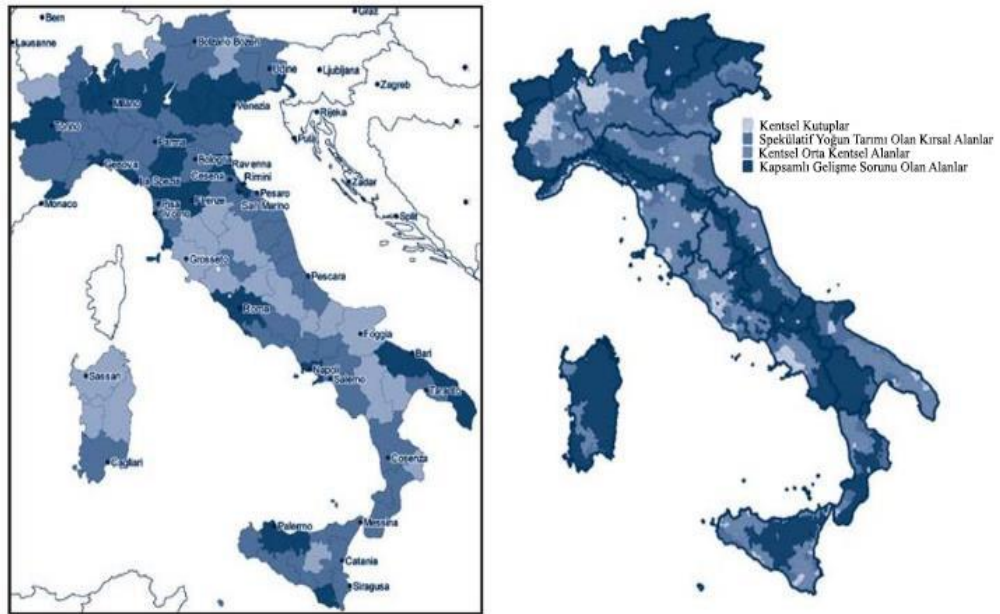 Bern
Graz
Lausanne
Bolzano Bozen
Udine
Ljubljana
Zagreb
Milano
Venezia
Rijeka
Torino
Pula
Parma
Genova
Bologna
Ravenna
Cesena
Rimini
Zadar
La Spezia
Pesaro
Monaco
Pisa
Firenze
San Marino
Livorno
Split
Grosseto
Pescara
Roma
Foggia
Bari
Sassari
Napoli
Salerno
Taranto
Cagliari
Cosenza
Palermo
Messina
Catania
Siragusa
Kentsel Kutuplar
Spekülatif Yoğun Tarımı Olan Kırsal Alanlar
Kentsel Orta Kentsel Alanlar
Kapsamlı Gelişme Sorunu Olan Alanlar